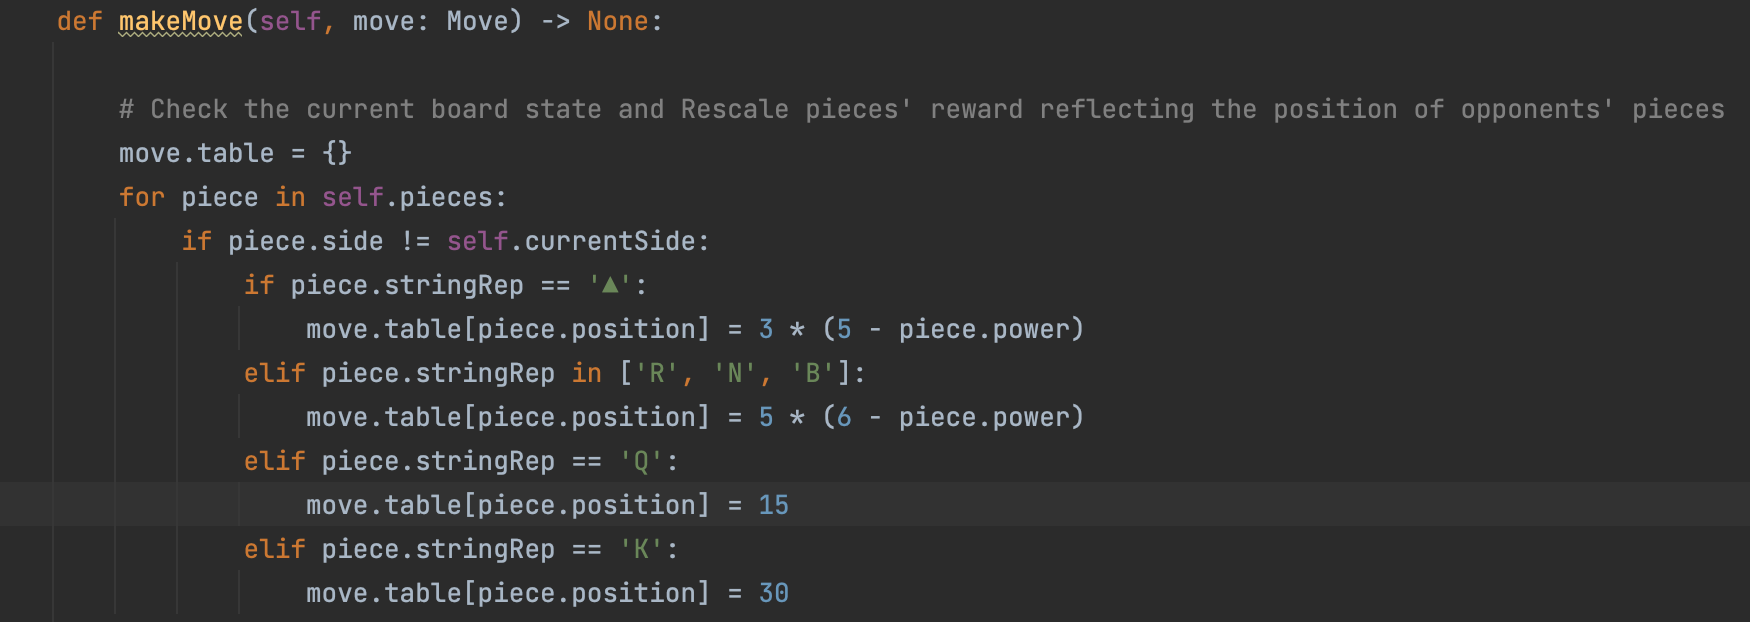 def makeMove(self, move: Move) -> None:
# Check the current board state and Rescale pieces' reward reflecting the position of opponents' pieces
move.table = {}
for piece in self.pieces:
if piece.side != self.currentSide:
if piece.stringRep == '▲':
move.table[piece.position] = 3 * (5 - piece.power)
elif piece.stringRep in ['R', 'N', 'B']:
move.table[piece.position] = 5 * (6 - piece.power)
elif piece.stringRep == 'Q':
move.table[piece.position] = 15
elif piece.stringRep == 'K':
move.table[piece.position] = 30